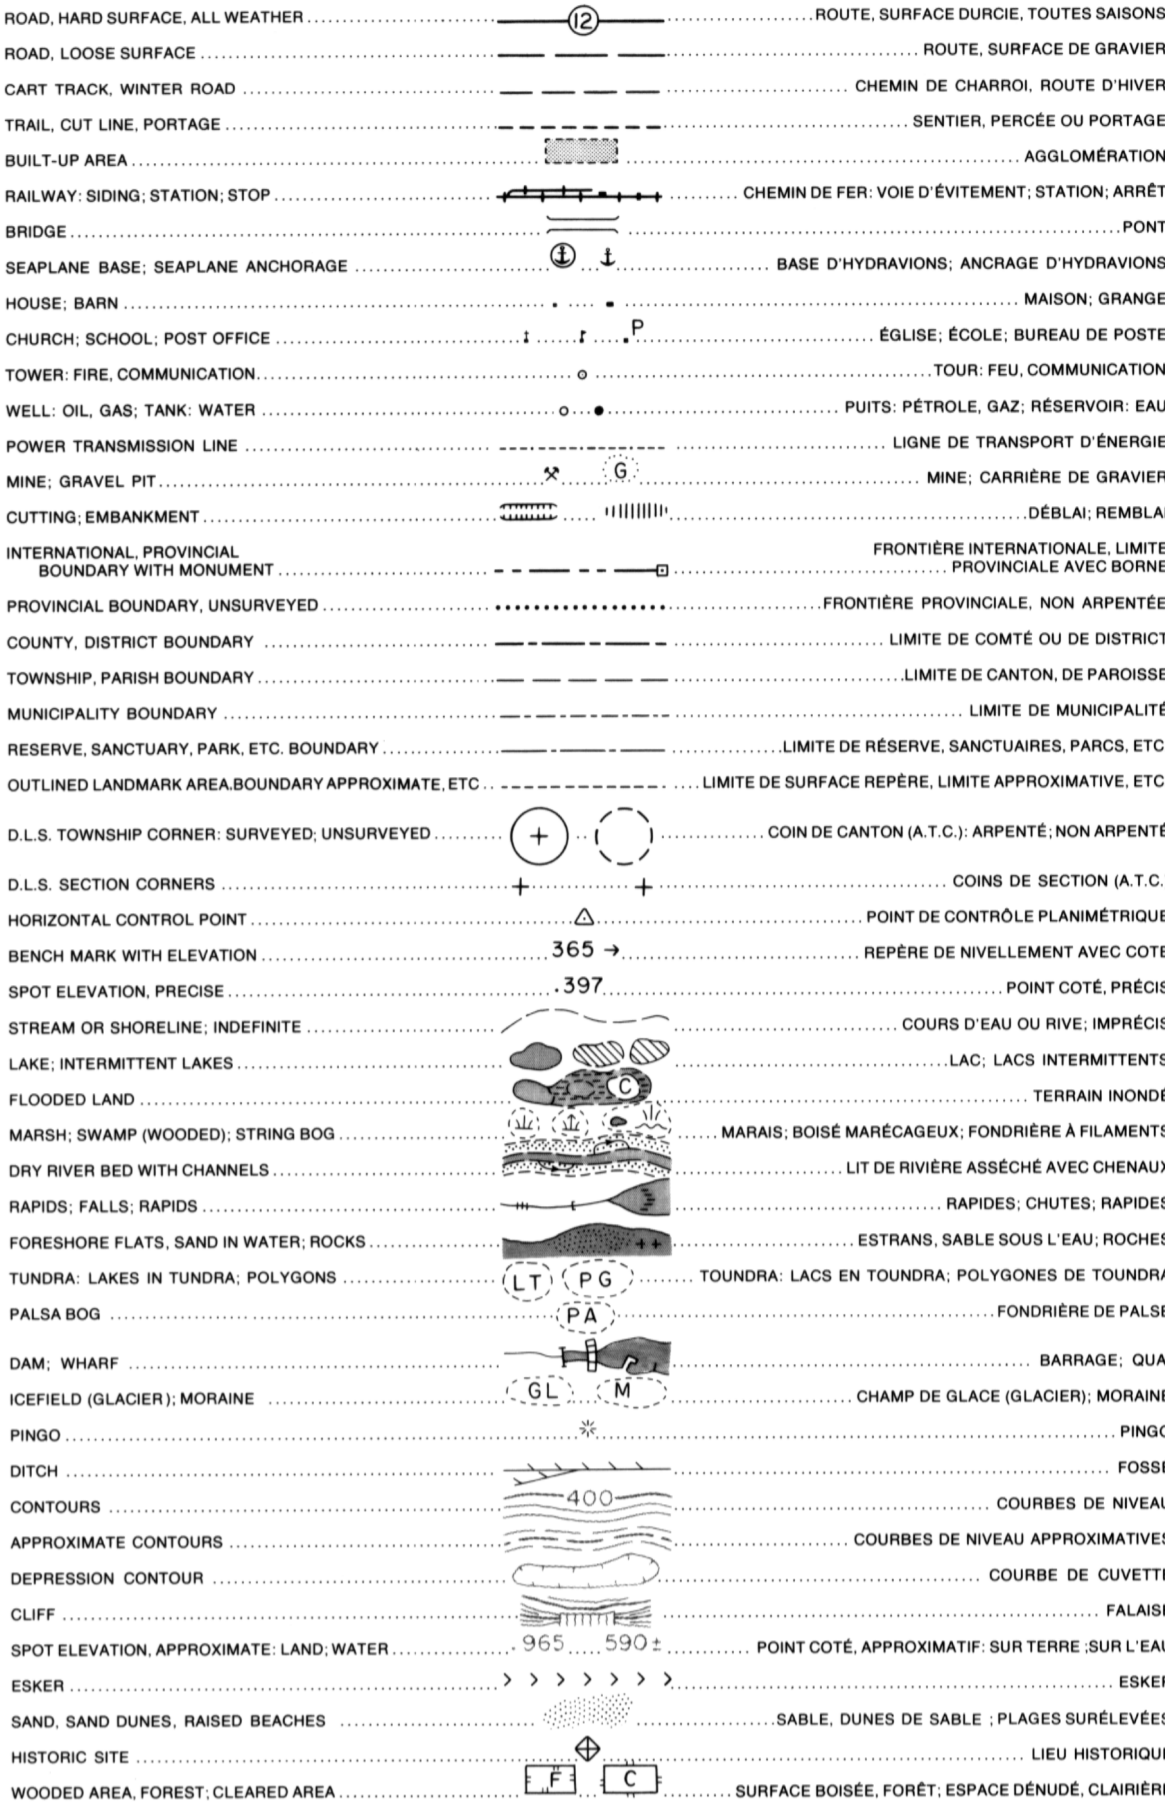 ROAD, HARD SURFACE, ALL WEATHER 12 ROUTE, SURFACE DURCIE, TOUTES SAISONS
ROAD, LOOSE SURFACE ROUTE, SURFACE DE GRAVIER
CART TRACK, WINTER ROAD CHEMIN DE CHARROI, ROUTE D'HIVER
TRAIL, CUT LINE, PORTAGE SENTIER, PERCÉE OU PORTAGE
BUILT-UP AREA AGGLOMÉRATION
RAILWAY: SIDING; STATION; STOP CHEMIN DE FER: VOIE D'ÉVITEMENT; STATION; ARRÊT
BRIDGE PONT
SEAPLANE BASE; SEAPLANE ANCHORAGE BASE D'HYDRAVIONS; ANCRAGE D'HYDRAVIONS
HOUSE; BARN MAISON; GRANGE
CHURCH; SCHOOL; POST OFFICE P ÉGLISE; ÉCOLE; BUREAU DE POSTE
TOWER: FIRE, COMMUNICATION TOUR: FEU, COMMUNICATION
WELL: OIL, GAS; TANK: WATER PUITS: PÉTROLE, GAZ; RÉSERVOIR: EAU
POWER TRANSMISSION LINE LIGNE DE TRANSPORT D'ÉNERGIE
MINE; GRAVEL PIT G MINE; CARRIÈRE DE GRAVIER
CUTTING; EMBANKMENT DÉBLAI; REMBLAI
INTERNATIONAL, PROVINCIAL FRONTIÈRE INTERNATIONALE, LIMITE
BOUNDARY WITH MONUMENT PROVINCIALE AVEC BORNE
PROVINCIAL BOUNDARY, UNSURVEYED FRONTIÈRE PROVINCIALE, NON ARPENTÉE
COUNTY, DISTRICT BOUNDARY LIMITE DE COMTÉ OU DE DISTRICT
TOWNSHIP, PARISH BOUNDARY LIMITE DE CANTON, DE PAROISSE
MUNICIPALITY BOUNDARY LIMITE DE MUNICIPALITÉ
RESERVE, SANCTUARY, PARK, ETC. BOUNDARY LIMITE DE RÉSERVE, SANCTUAIRES, PARCS, ETC
OUTLINED LANDMARK AREA.BOUNDARY APPROXIMATE, ETC LIMITE DE SURFACE REPÈRE, LIMITE APPROXIMATIVE, ETC
D.L.S. TOWNSHIP CORNER: SURVEYED; UNSURVEYED COIN DE CANTON (A.T.C.): ARPENTÉ; NON ARPENTÉ
D.L.S. SECTION CORNERS COINS DE SECTION (A.T.C.
HORIZONTAL CONTROL POINT POINT DE CONTRÔLE PLANIMÉTRIQUE
BENCH MARK WITH ELEVATION 365 → REPÈRE DE NIVELLEMENT AVEC COTE
SPOT ELEVATION, PRECISE .397 POINT COTÉ, PRÉCIS
STREAM OR SHORELINE; INDEFINITE COURS D'EAU OU RIVE; IMPRÉCIS
LAKE; INTERMITTENT LAKES LAC; LACS INTERMITTENTS
FLOODED LAND C TERRAIN INONDÉ
MARSH; SWAMP (WOODED); STRING BOG MARAIS; BOISÉ MARÉCAGEUX; FONDRIÈRE À FILAMENTS
DRY RIVER BED WITH CHANNELS LIT DE RIVIÈRE ASSÉCHÉ AVEC CHENAUX
RAPIDS; FALLS; RAPIDS RAPIDES; CHUTES; RAPIDES
FORESHORE FLATS, SAND IN WATER; ROCKS ESTRANS, SABLE SOUS L'EAU; ROCHES
TUNDRA: LAKES IN TUNDRA; POLYGONS LT PG TOUNDRA: LACS EN TOUNDRA; POLYGONES DE TOUNDRA
PALSA BOG PA FONDRIÈRE DE PALSE
DAM; WHARF BARRAGE; QUA
ICEFIELD (GLACIER); MORAINE GL M CHAMP DE GLACE (GLACIER); MORAINE
PINGO PINGO
DITCH FOSSE
CONTOURS 400 COURBES DE NIVEAU
APPROXIMATE CONTOURS COURBES DE NIVEAU APPROXIMATIVES
DEPRESSION CONTOUR COURBE DE CUVETTE
CLIFF FALAISE
SPOT ELEVATION, APPROXIMATE: LAND; WATER .965 590± POINT COTÉ, APPROXIMATIF: SUR TERRE ;SUR L'EAU
ESKER ESKER
SAND, SAND DUNES, RAISED BEACHES SABLE, DUNES DE SABLE ; PLAGES SURÉLEVÉES
HISTORIC SITE LIEU HISTORIQUE
WOODED AREA, FOREST; CLEARED AREA F C SURFACE BOISÉE, FORÊT; ESPACE DÉNUDÉ, CLAIRIÈRE